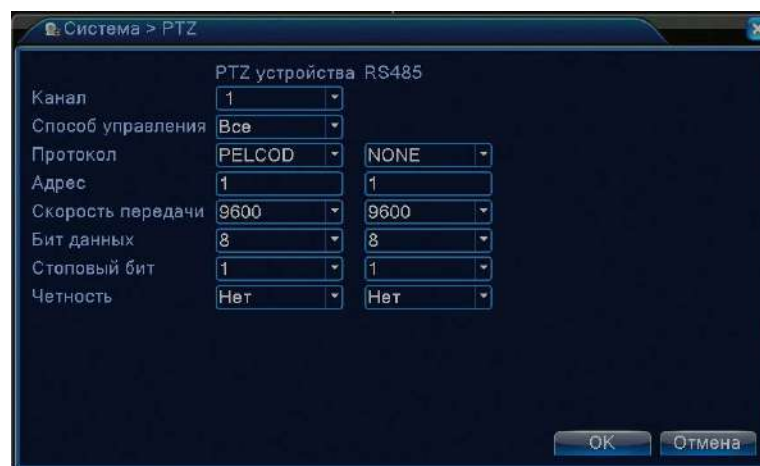 Система > PTZ
PTZ устройства RS485
Канал 1
Способ управления Все
Протокол PELCOD NONE
Адрес 1 1
Скорость передачи 9600 9600
Бит данных 8 8
Стоповый бит 1 1
Четность Нет Нет
OK Отмена